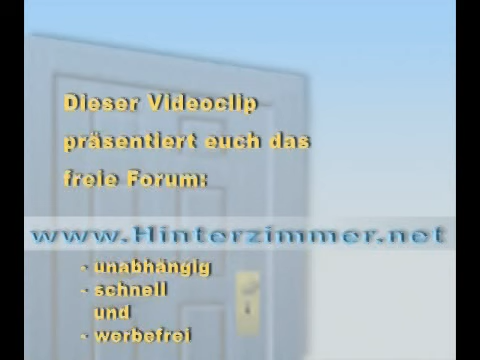 Dieser Videoclip
präsentiert euch das
freie Forum:
www.Hinterzimmer.net
- unabhängig
- schnell
und
- werbefrei